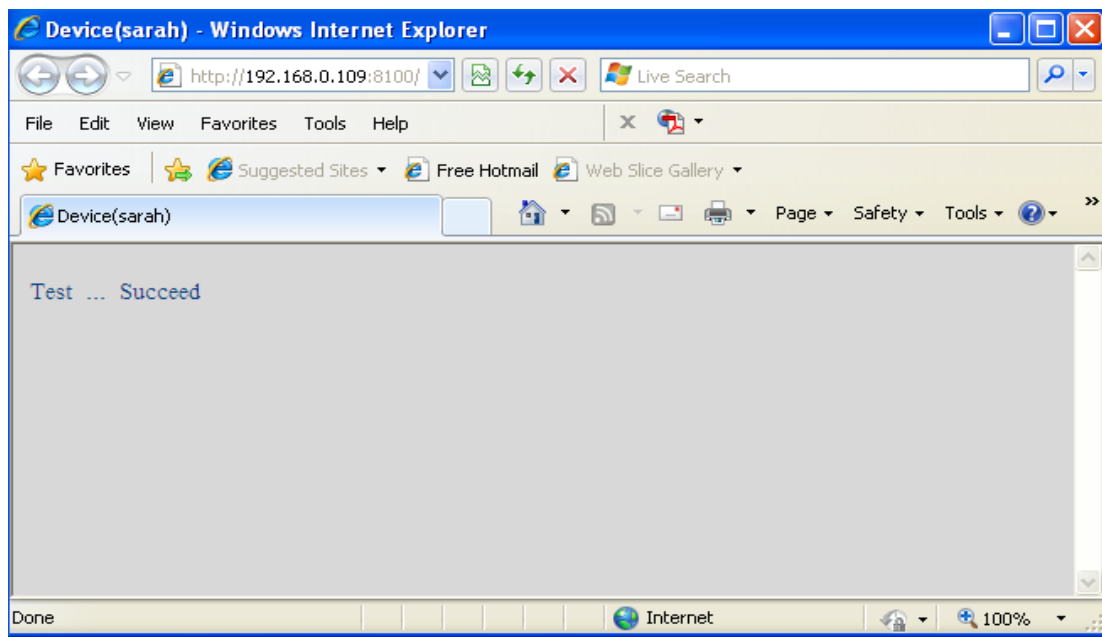 Device(sarah) - Windows Internet Explorer
http://192.168.0.109:8100/ Live Search
File Edit View Favorites Tools Help
Favorites Suggested Sites Free Hotmail Web Slice Gallery
Device(sarah) Page Safety Tools
Test ... Succeed
Done Internet 100%